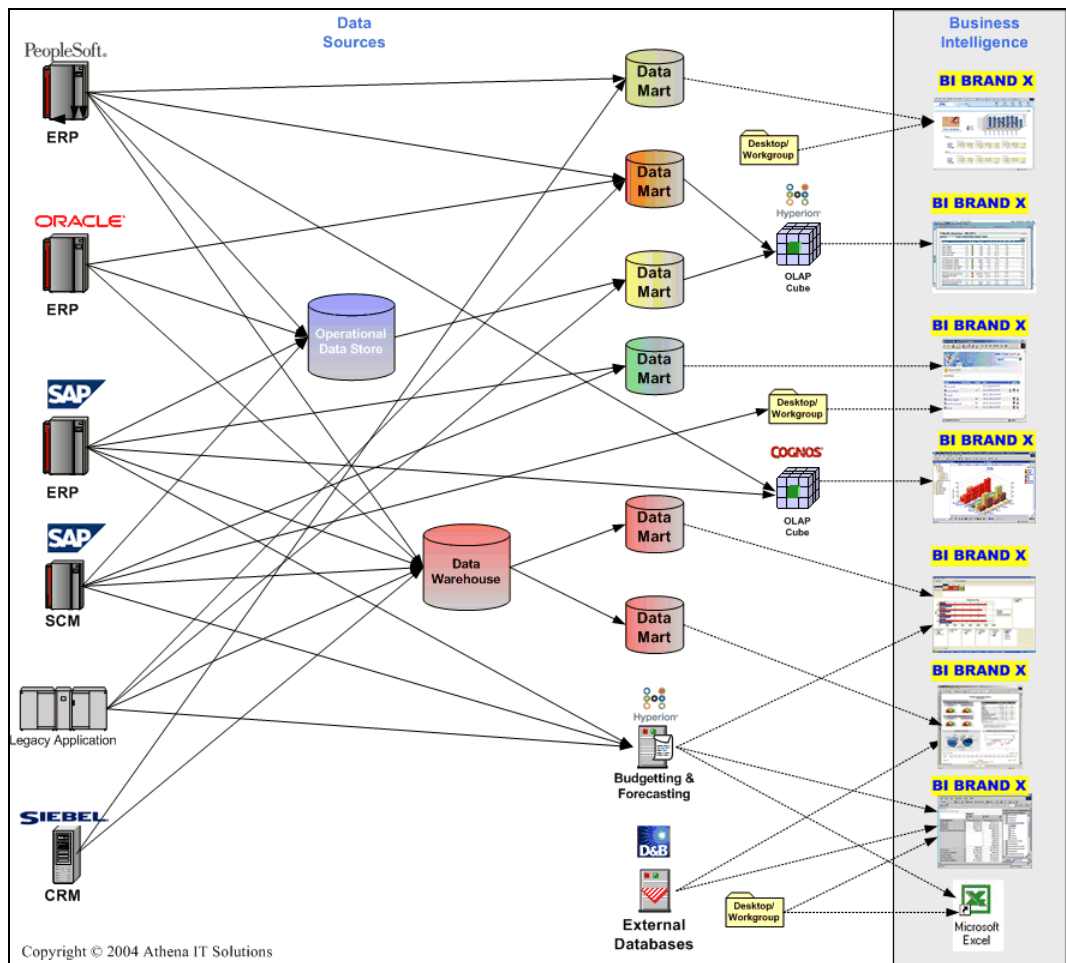 Data
Sources
Business
Intelligence
PeopleSoft®
ERP
ORACLE®
ERP
SAP
ERP
SAP
SCM
Legacy Application
SIEBEL
CRM
Operational
Data Store
Data
Warehouse
Data
Mart
Data
Mart
Data
Mart
Data
Mart
Data
Mart
Data
Mart
Desktop/
Workgroup
Hyperion®
OLAP
Cube
Desktop/
Workgroup
COGNOS®
OLAP
Cube
Hyperion®
Budgetting &
Forecasting
D&B
External
Databases
Desktop/
Workgroup
BI BRAND X
BI BRAND X
BI BRAND X
BI BRAND X
BI BRAND X
BI BRAND X
BI BRAND X
Microsoft
Excel
Copyright © 2004 Athena IT Solutions